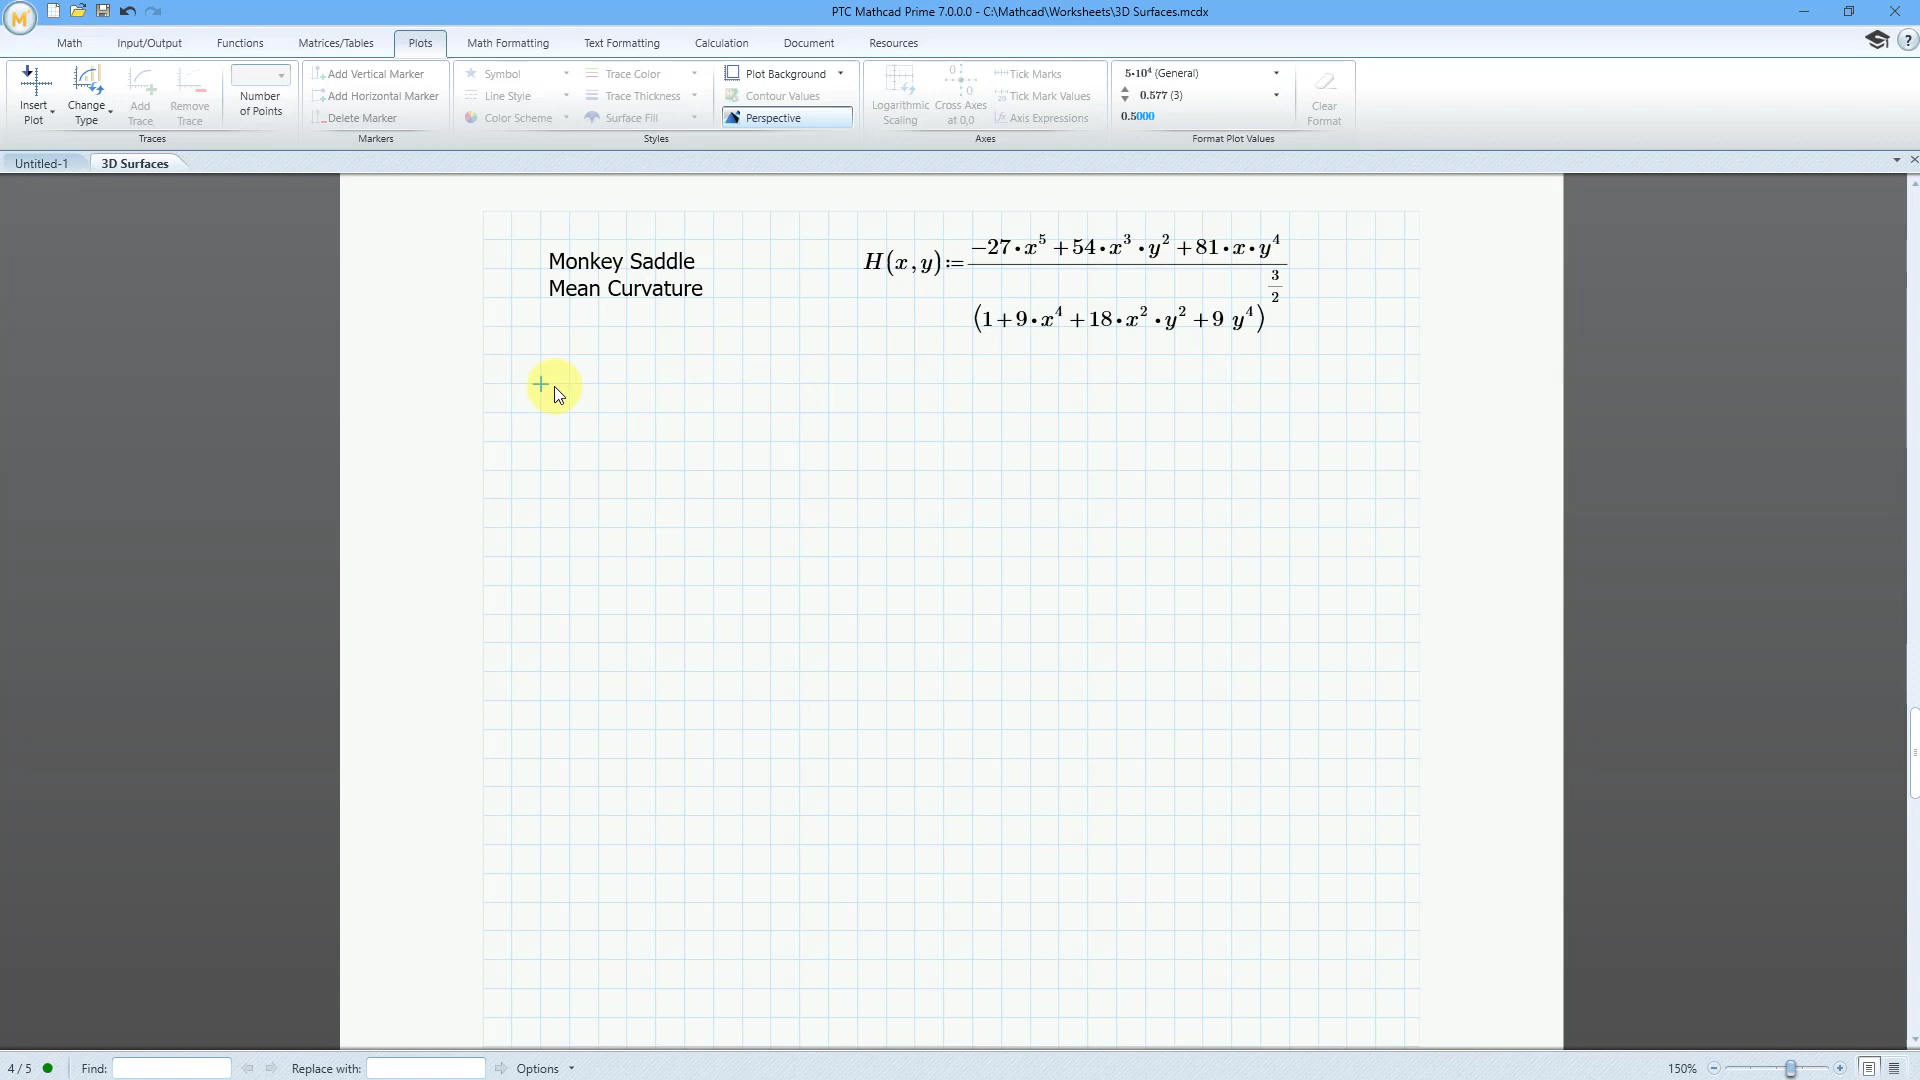 PTC Mathcad Prime 7.0.0.0 - C:\Mathcad\Worksheets\3D Surfaces.mcdx
Math Input/Output Functions Matrices/Tables Plots Math Formatting Text Formatting Calculation Document Resources
Insert Plot
Change Type
Add Trace
Remove Trace
Number of Points
Traces
Add Vertical Marker
Add Horizontal Marker
Delete Marker
Markers
Symbol
Line Style
Color Scheme
Trace Color
Trace Thickness
Surface Fill
Styles
Plot Background
Contour Values
Perspective
Logarithmic Scaling
Cross Axes at 0,0
Tick Marks
Tick Mark Values
Axis Expressions
Axes
5·10⁴ (General)
0.577 (3)
0.5000
Format Plot Values
Clear Format
Untitled-1 3D Surfaces
Monkey Saddle
Mean Curvature
H(x,y):=
−27·x⁵+54·x³·y²+81·x·y⁴
(1+9·x⁴+18·x²·y²+9 y⁴)^(3/2)
4 / 5 Find: Replace with: Options 150%